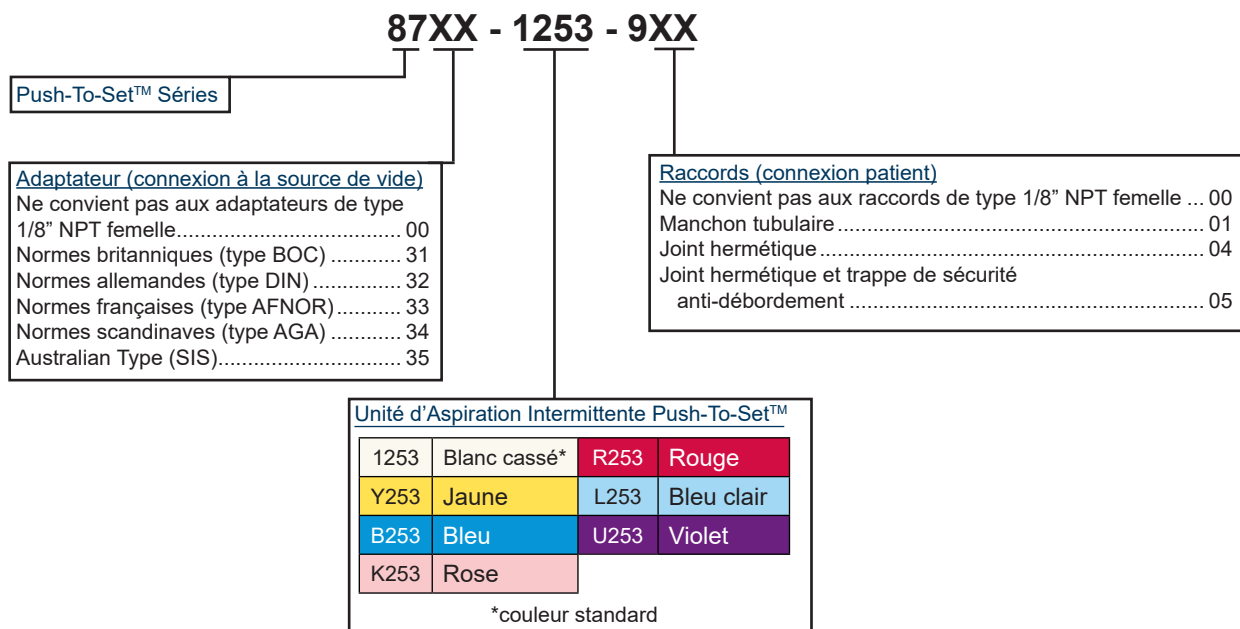 87XX - 1253 - 9XX
Push-To-Set™ Séries
Adaptateur (connexion à la source de vide)
Ne convient pas aux adaptateurs de type
1/8” NPT femelle........................................ 00
Normes britanniques (type BOC) ............ 31
Normes allemandes (type DIN) ............... 32
Normes françaises (type AFNOR)........... 33
Normes scandinaves (type AGA) ............ 34
Australian Type (SIS)................................ 35
Raccords (connexion patient)
Ne convient pas aux raccords de type 1/8” NPT femelle ... 00
Manchon tubulaire................................................................ 01
Joint hermétique................................................................... 04
Joint hermétique et trappe de sécurité
anti-débordement .............................................................. 05
Unité d’Aspiration Intermittente Push-To-Set™
1253 Blanc cassé* R253 Rouge
Y253 Jaune L253 Bleu clair
B253 Bleu U253 Violet
K253 Rose
*couleur standard